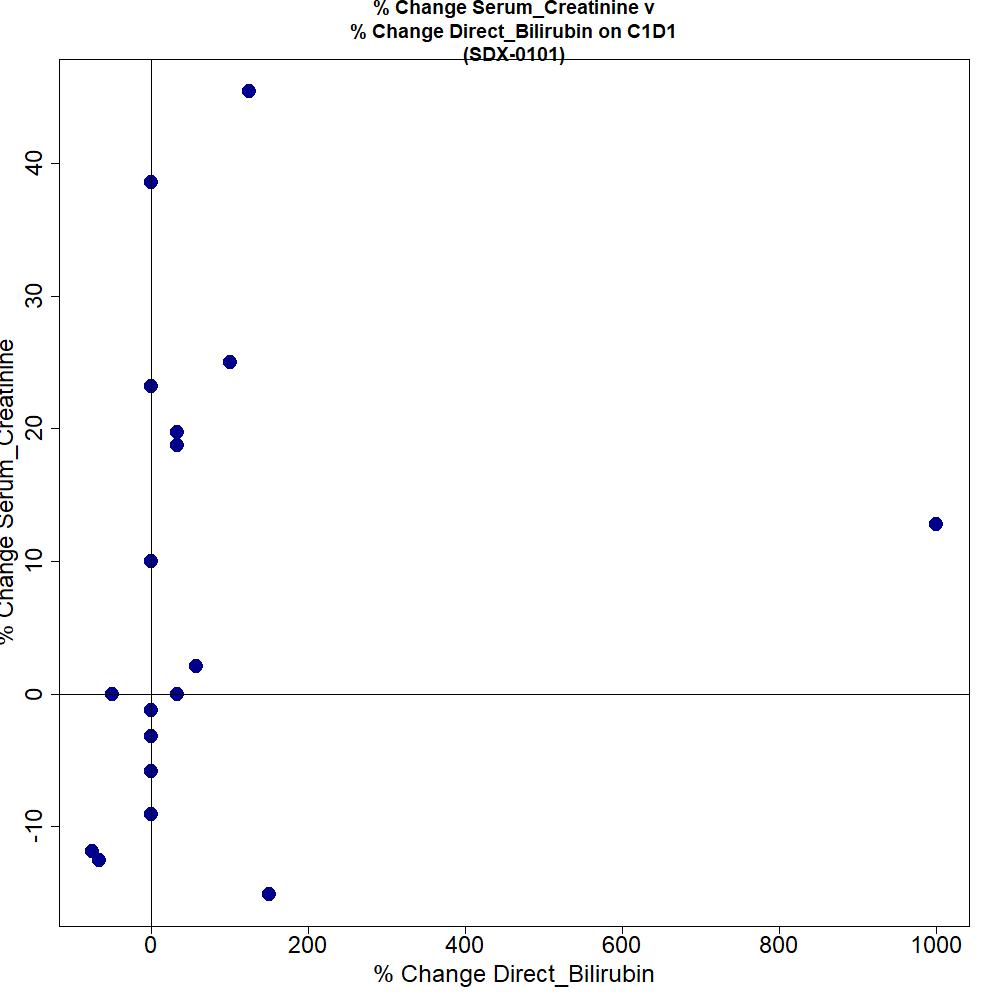 % Change Serum_Creatinine v
% Change Direct_Bilirubin on C1D1
(SDX-0101)
% Change Serum_Creatinine
40
30
20
10
0
-10
0 200 400 600 800 1000
% Change Direct_Bilirubin